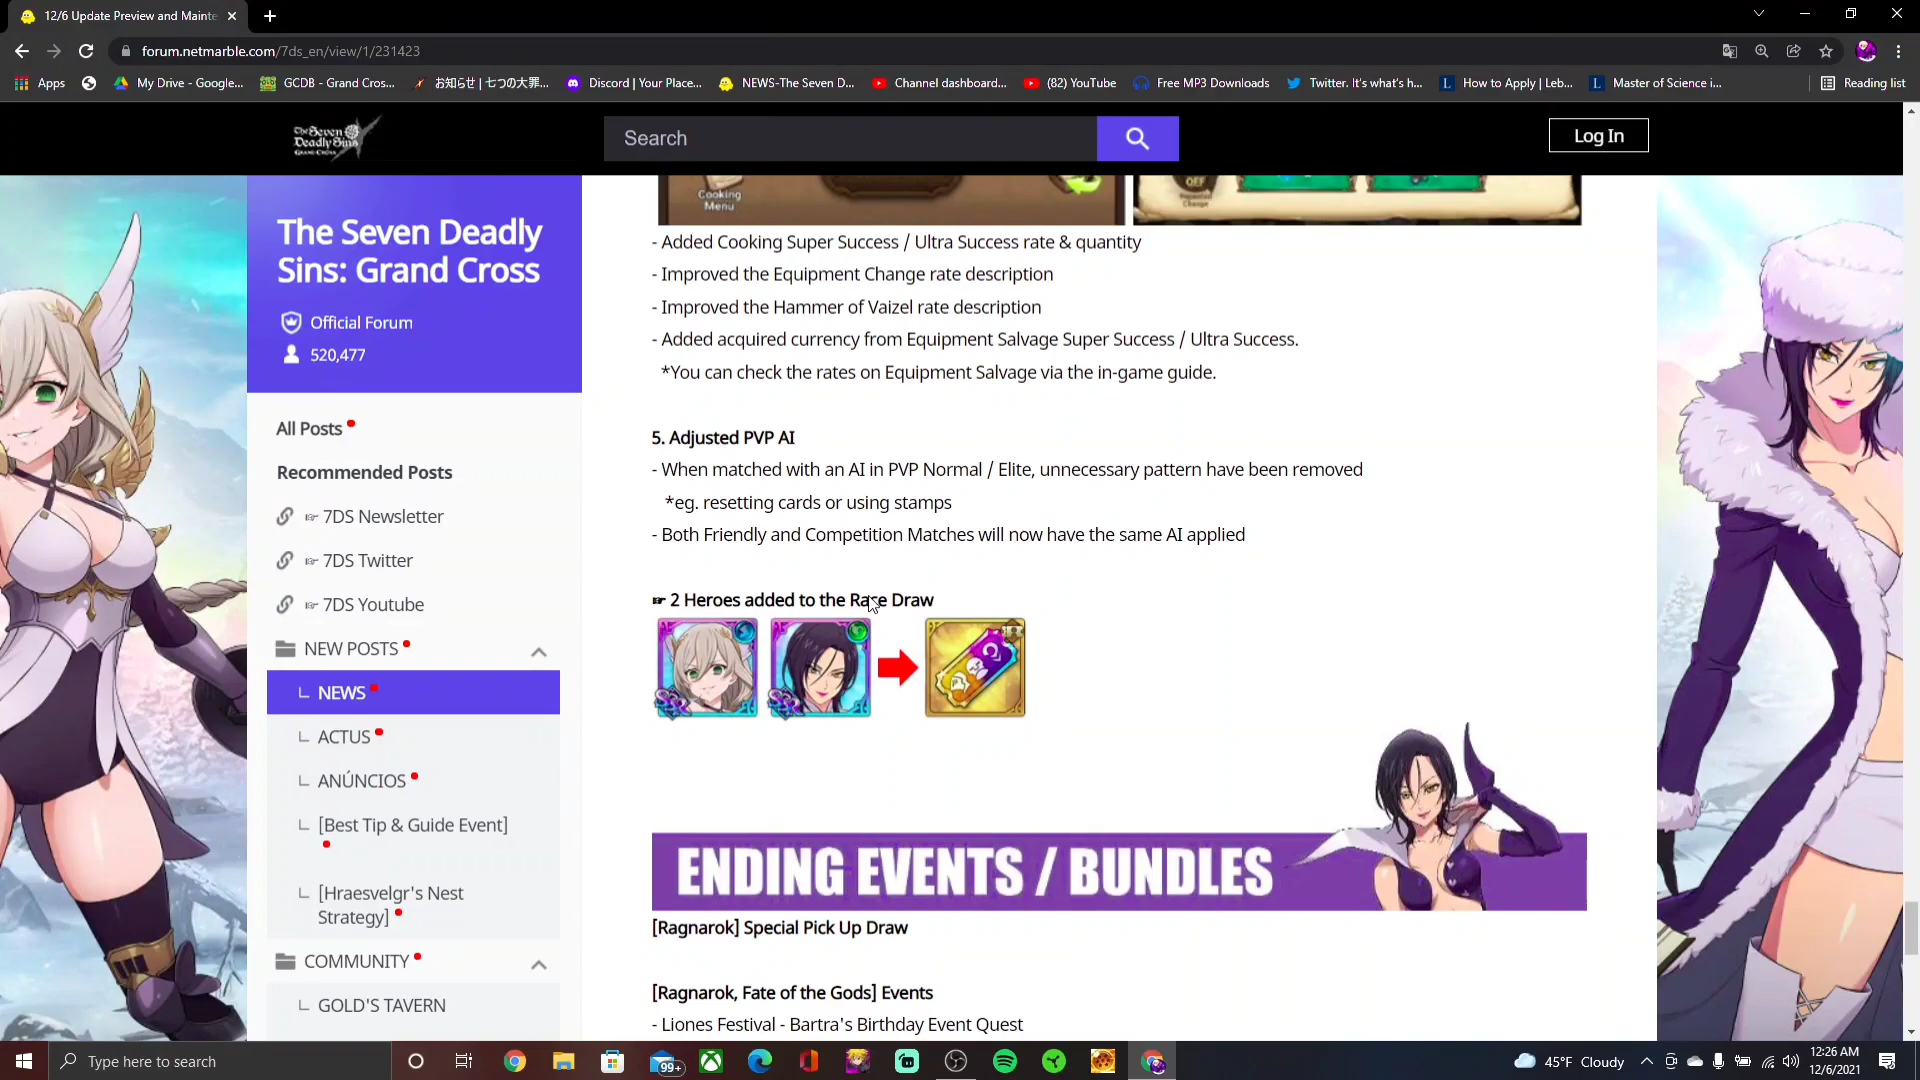 12/6 Update Preview and Mainte
forum.netmarble.com/7ds_en/view/1/231423
Apps
My Drive - Google...
GCDB - Grand Cros...
お知らせ | 七つの大罪...
Discord | Your Place...
NEWS-The Seven D...
Channel dashboard...
(82) YouTube
Free MP3 Downloads
Twitter. It's what's h...
How to Apply | Leb...
Master of Science i...
Reading list
The Seven
Deadly Sins
GRAND CROSS
Search
Log In
The Seven Deadly
Sins: Grand Cross
Official Forum
520,477
All Posts
Recommended Posts
☞ 7DS Newsletter
☞ 7DS Twitter
☞ 7DS Youtube
NEW POSTS
NEWS
ACTUS
ANÚNCIOS
[Best Tip & Guide Event]
[Hraesvelgr's Nest
Strategy]
COMMUNITY
GOLD'S TAVERN
Cooking
Menu
OFF
- Added Cooking Super Success / Ultra Success rate & quantity
- Improved the Equipment Change rate description
- Improved the Hammer of Vaizel rate description
- Added acquired currency from Equipment Salvage Super Success / Ultra Success.
*You can check the rates on Equipment Salvage via the in-game guide.
5. Adjusted PVP AI
- When matched with an AI in PVP Normal / Elite, unnecessary pattern have been removed
*eg. resetting cards or using stamps
- Both Friendly and Competition Matches will now have the same AI applied
☞ 2 Heroes added to the Rare Draw
ENDING EVENTS / BUNDLES
[Ragnarok] Special Pick Up Draw
[Ragnarok, Fate of the Gods] Events
- Liones Festival - Bartra's Birthday Event Quest
Type here to search
99+
45°F Cloudy
12:26 AM
12/6/2021